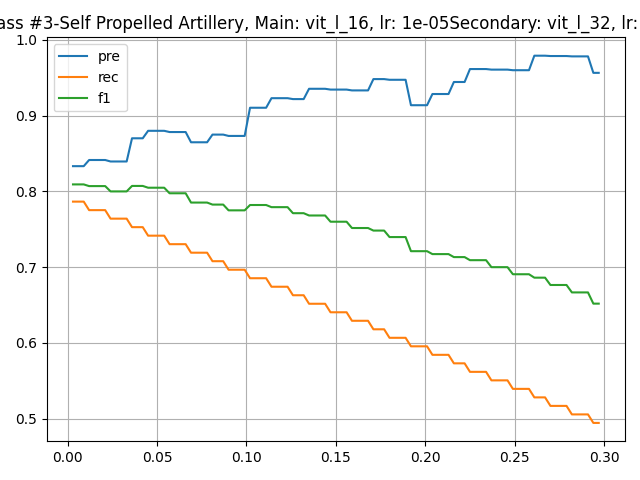 ass #3-Self Propelled Artillery, Main: vit_l_16, lr: 1e-05Secondary: vit_l_32, lr:
pre
rec
f1
1.0
0.9
0.8
0.7
0.6
0.5
0.00 0.05 0.10 0.15 0.20 0.25 0.30